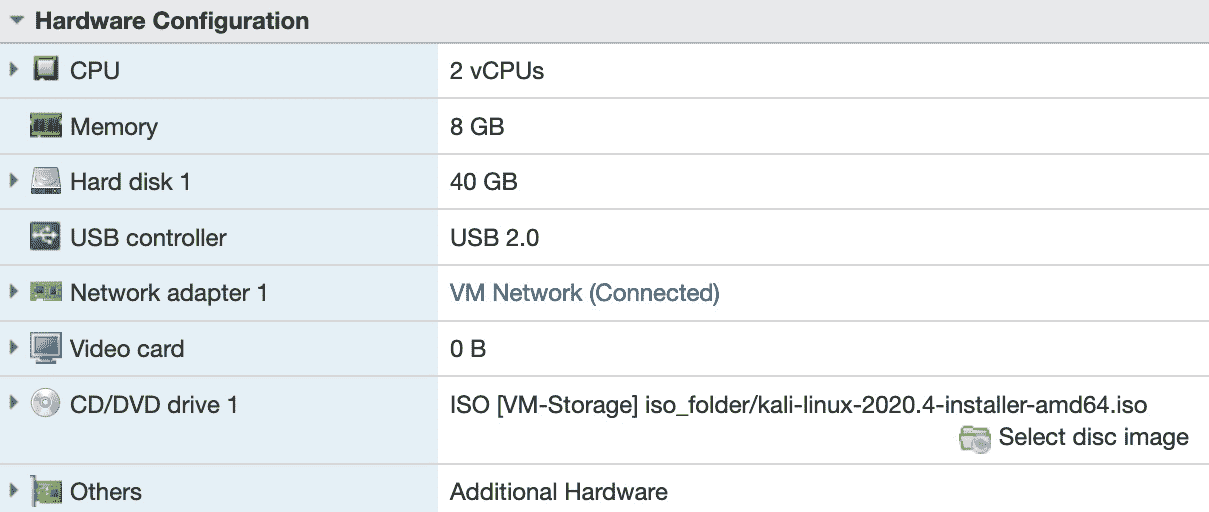 Hardware Configuration
CPU 2 vCPUs
Memory 8 GB
Hard disk 1 40 GB
USB controller USB 2.0
Network adapter 1 VM Network (Connected)
Video card 0 B
CD/DVD drive 1 ISO [VM-Storage] iso_folder/kali-linux-2020.4-installer-amd64.iso
Select disc image
Others Additional Hardware